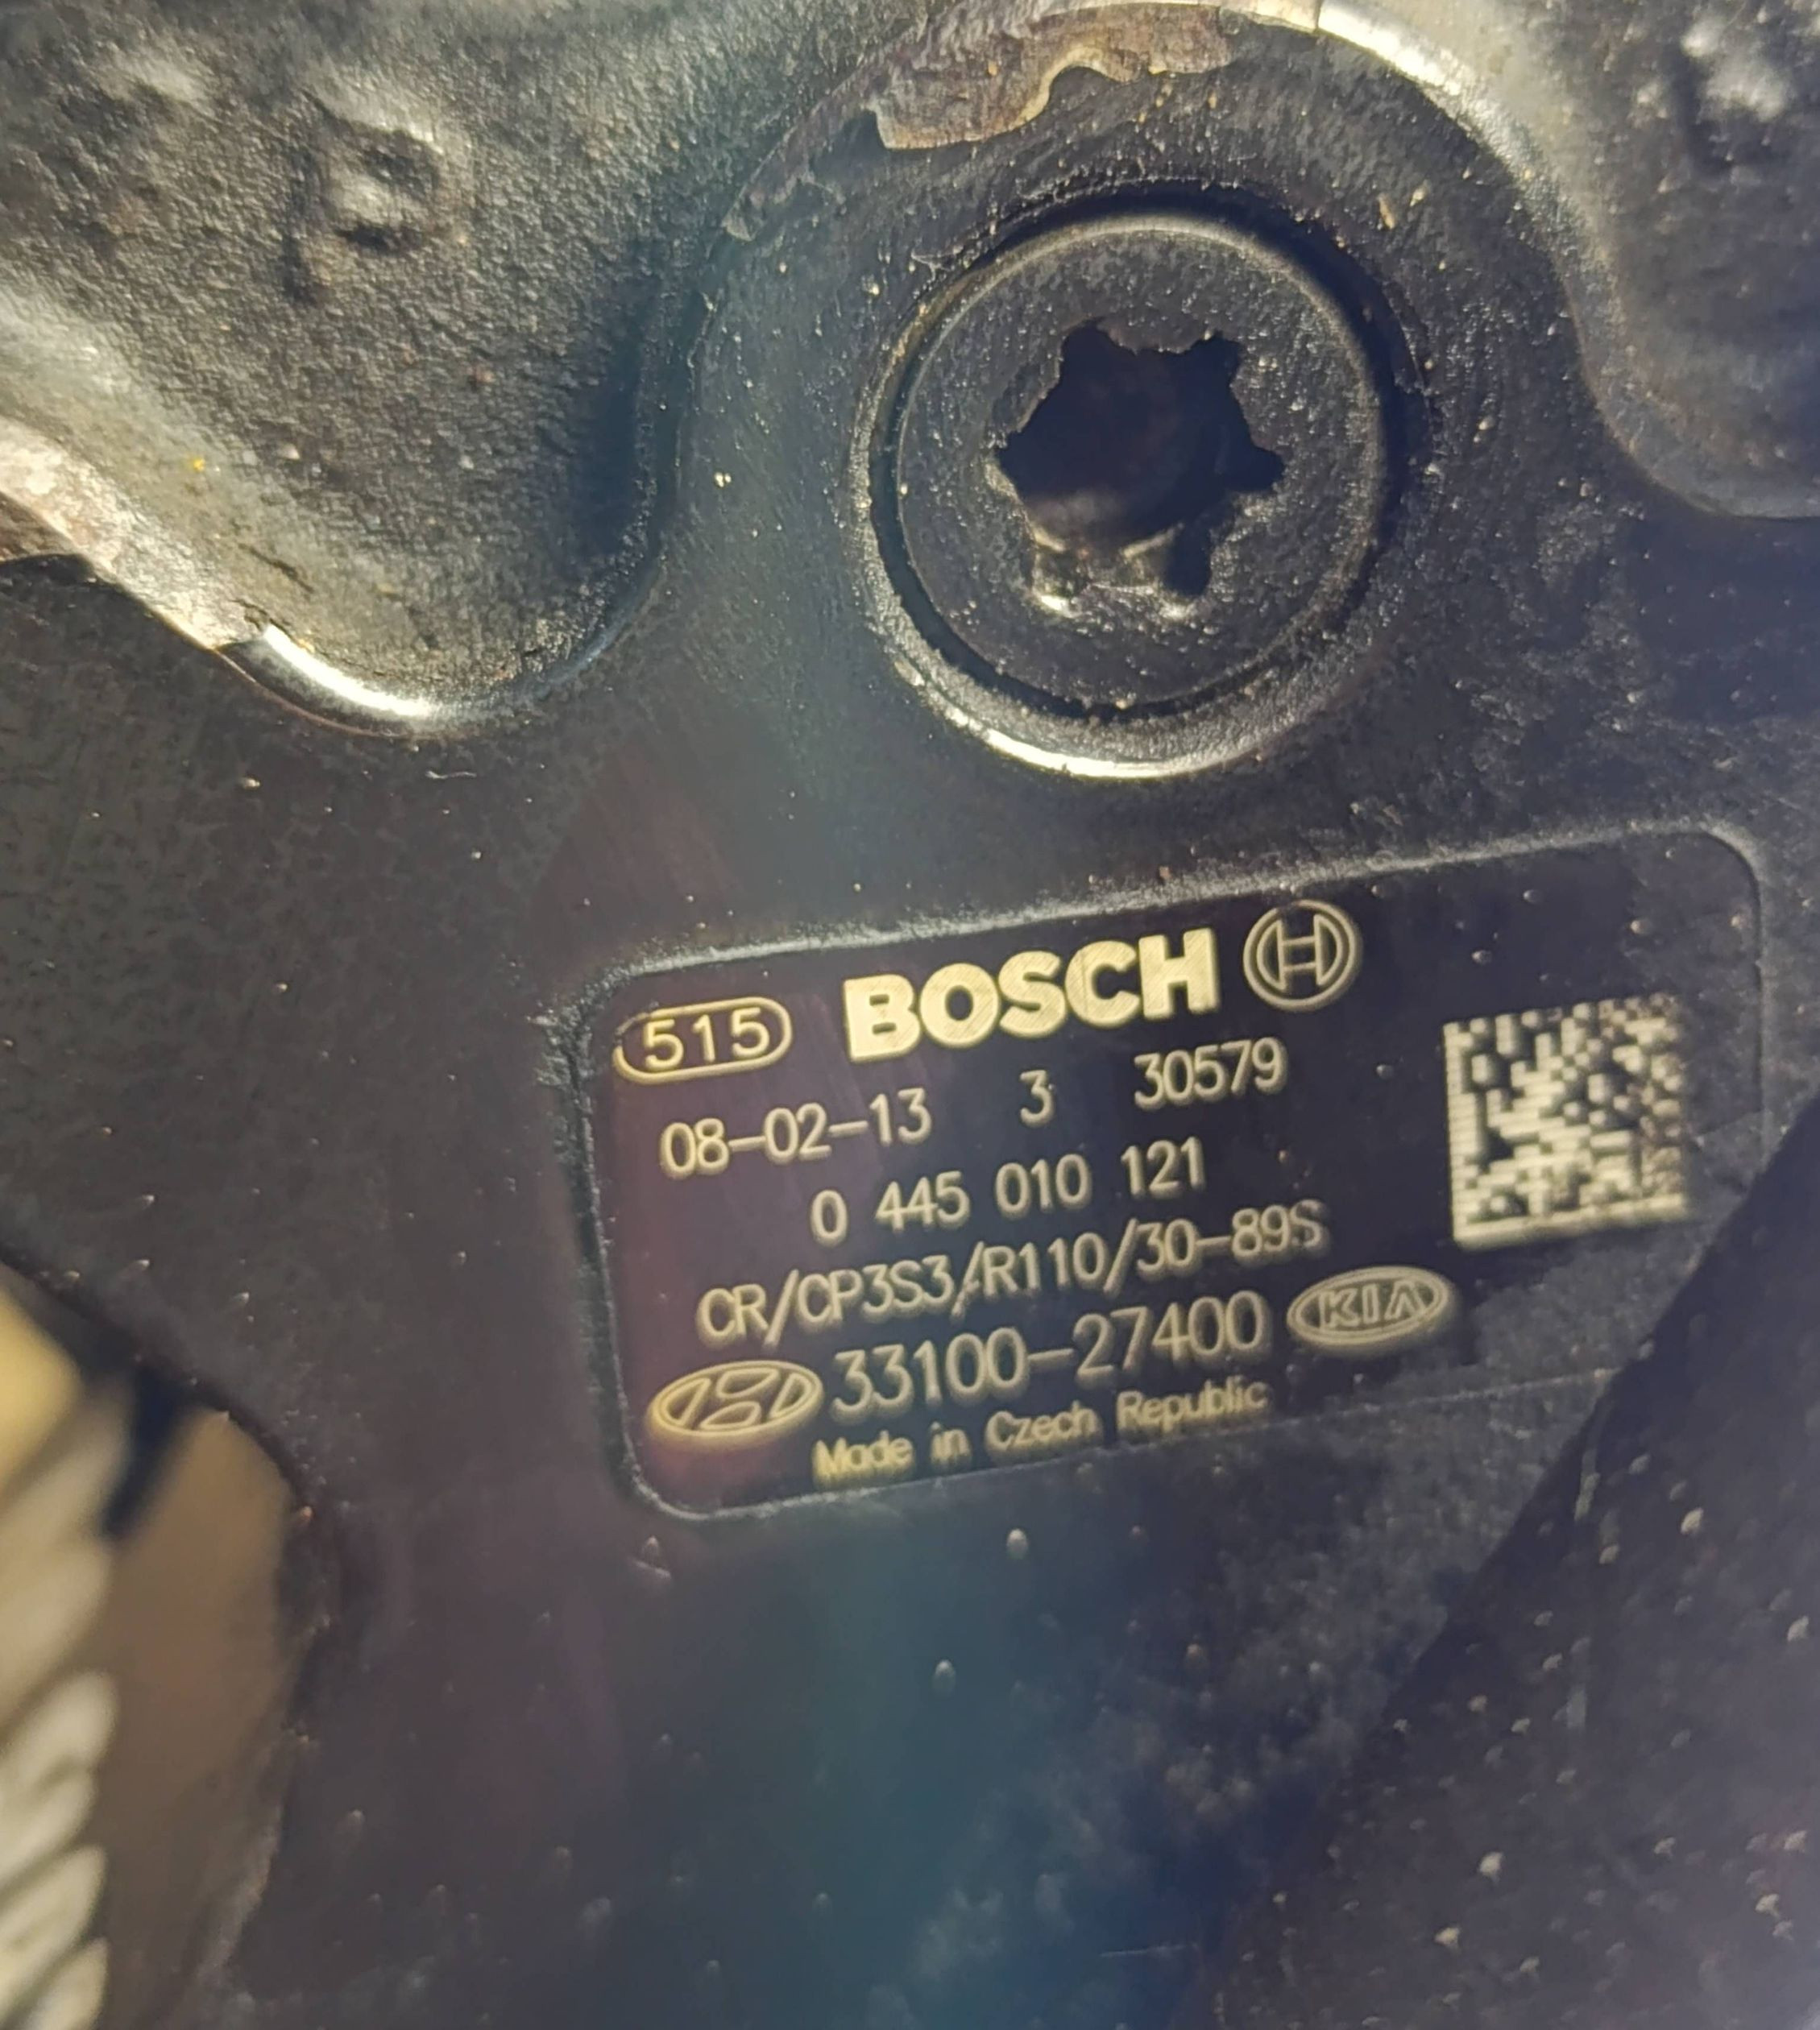 515 BOSCH
08-02-13 3 30579
0 445 010 121
CR/CP3S3/R110/30-89S
33100-27400 KIA
Made in Czech Republic